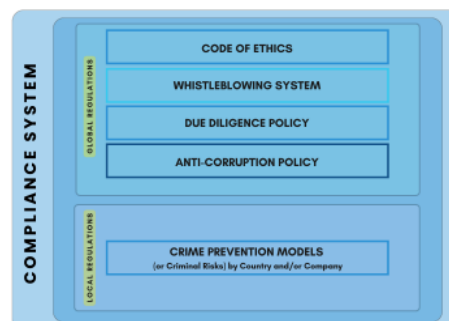 COMPLIANCE SYSTEM
GLOBAL REGULATIONS
CODE OF ETHICS
WHISTLEBLOWING SYSTEM
DUE DILIGENCE POLICY
ANTI-CORRUPTION POLICY
LOCAL REGULATIONS
CRIME PREVENTION MODELS
(or Criminal Risks) by Country and/or Company